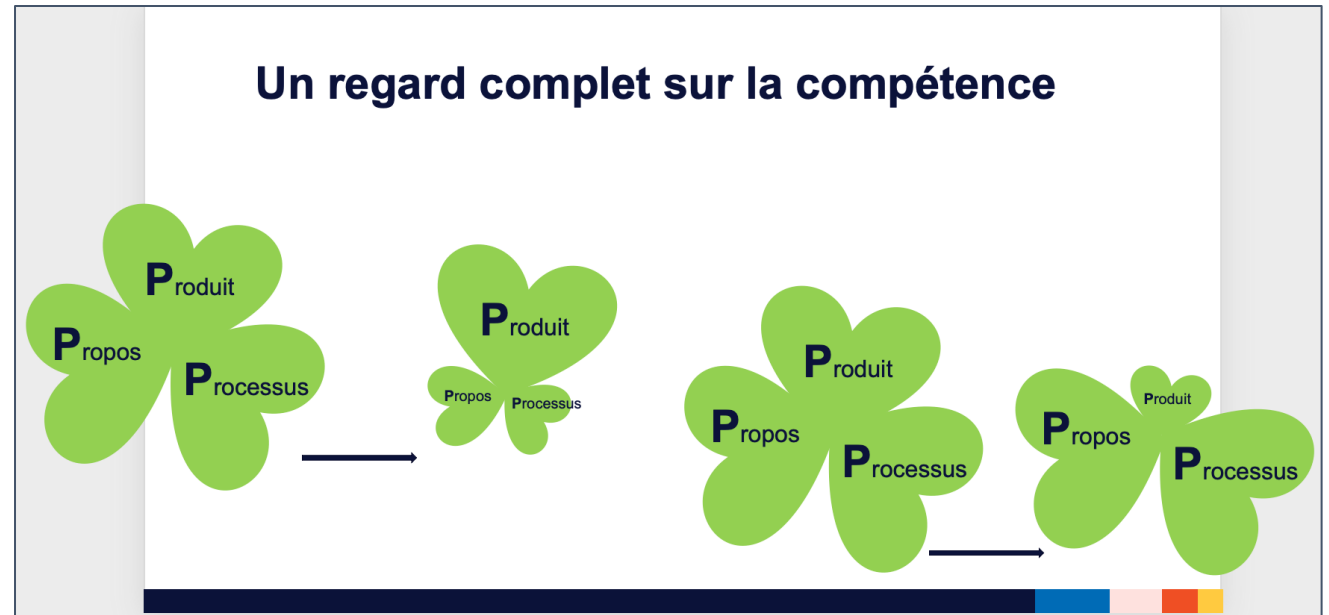 Un regard complet sur la compétence
Produit
Propos
Processus
Produit
Propos
Processus
Produit
Propos
Processus
Produit
Propos
Processus